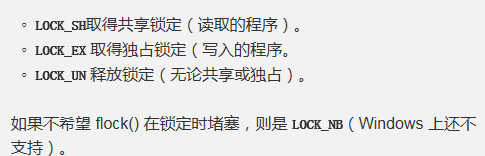 LOCK_SH取得共享锁定（读取的程序）。
LOCK_EX 取得独占锁定（写入的程序。
LOCK_UN 释放锁定（无论共享或独占）。
如果不希望 flock() 在锁定时堵塞，则是 LOCK_NB（Windows 上还不
支持）。